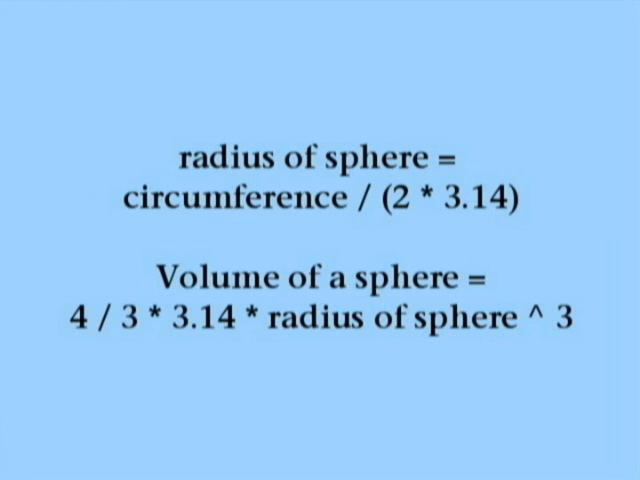 radius of sphere =
circumference / (2 * 3.14)
Volume of a sphere =
4 / 3 * 3.14 * radius of sphere ^ 3